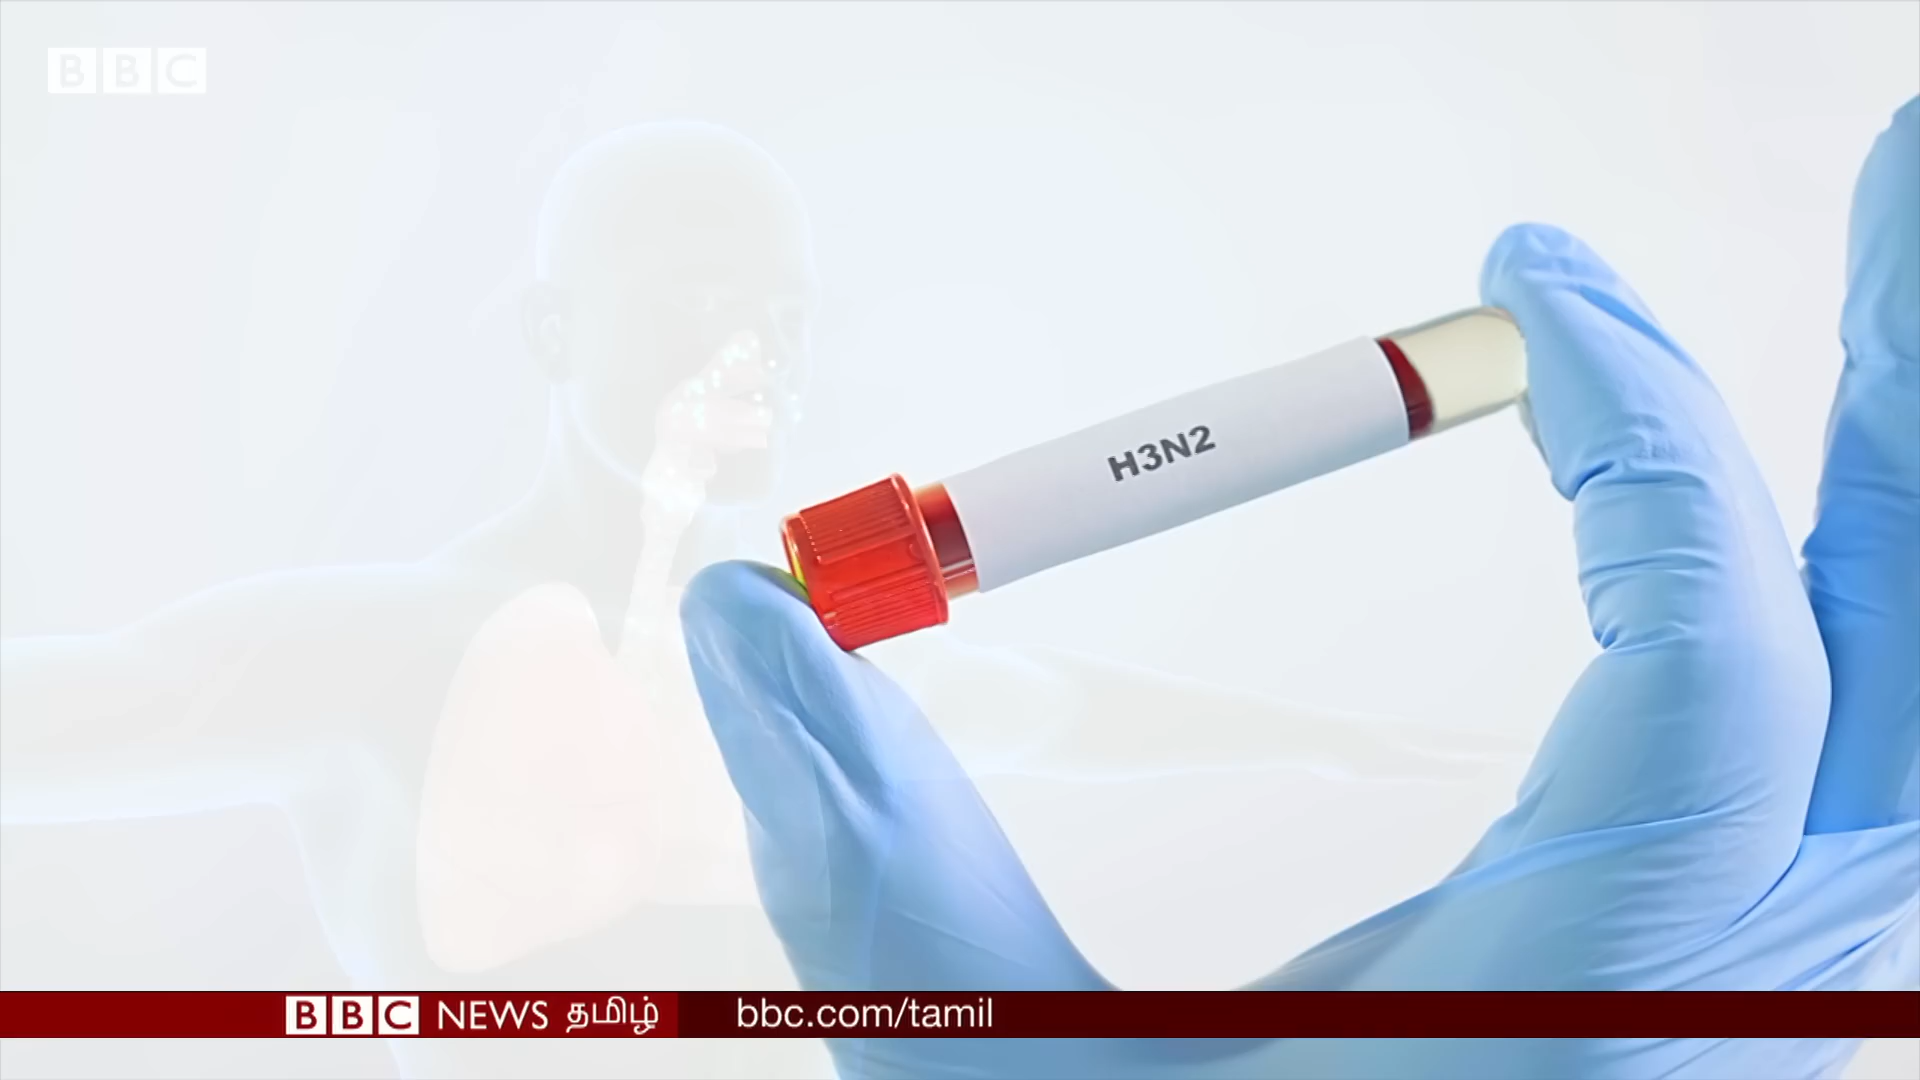 BBC
H3N2
BBC NEWS தமிழ்
bbc.com/tamil